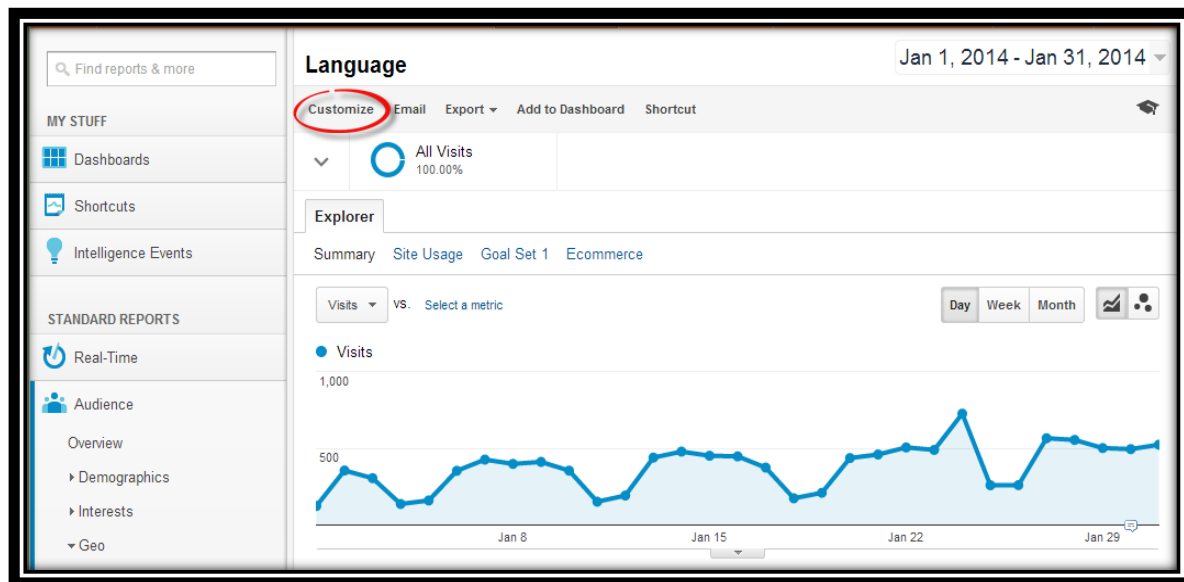 Find reports & more
MY STUFF
Dashboards
Shortcuts
Intelligence Events
STANDARD REPORTS
Real-Time
Audience
Overview
Demographics
Interests
Geo
Language
Jan 1, 2014 - Jan 31, 2014
Customize Email Export Add to Dashboard Shortcut
All Visits
100.00%
Explorer
Summary Site Usage Goal Set 1 Ecommerce
Visits VS. Select a metric
Day Week Month
Visits
1,000
500
Jan 8 Jan 15 Jan 22 Jan 29